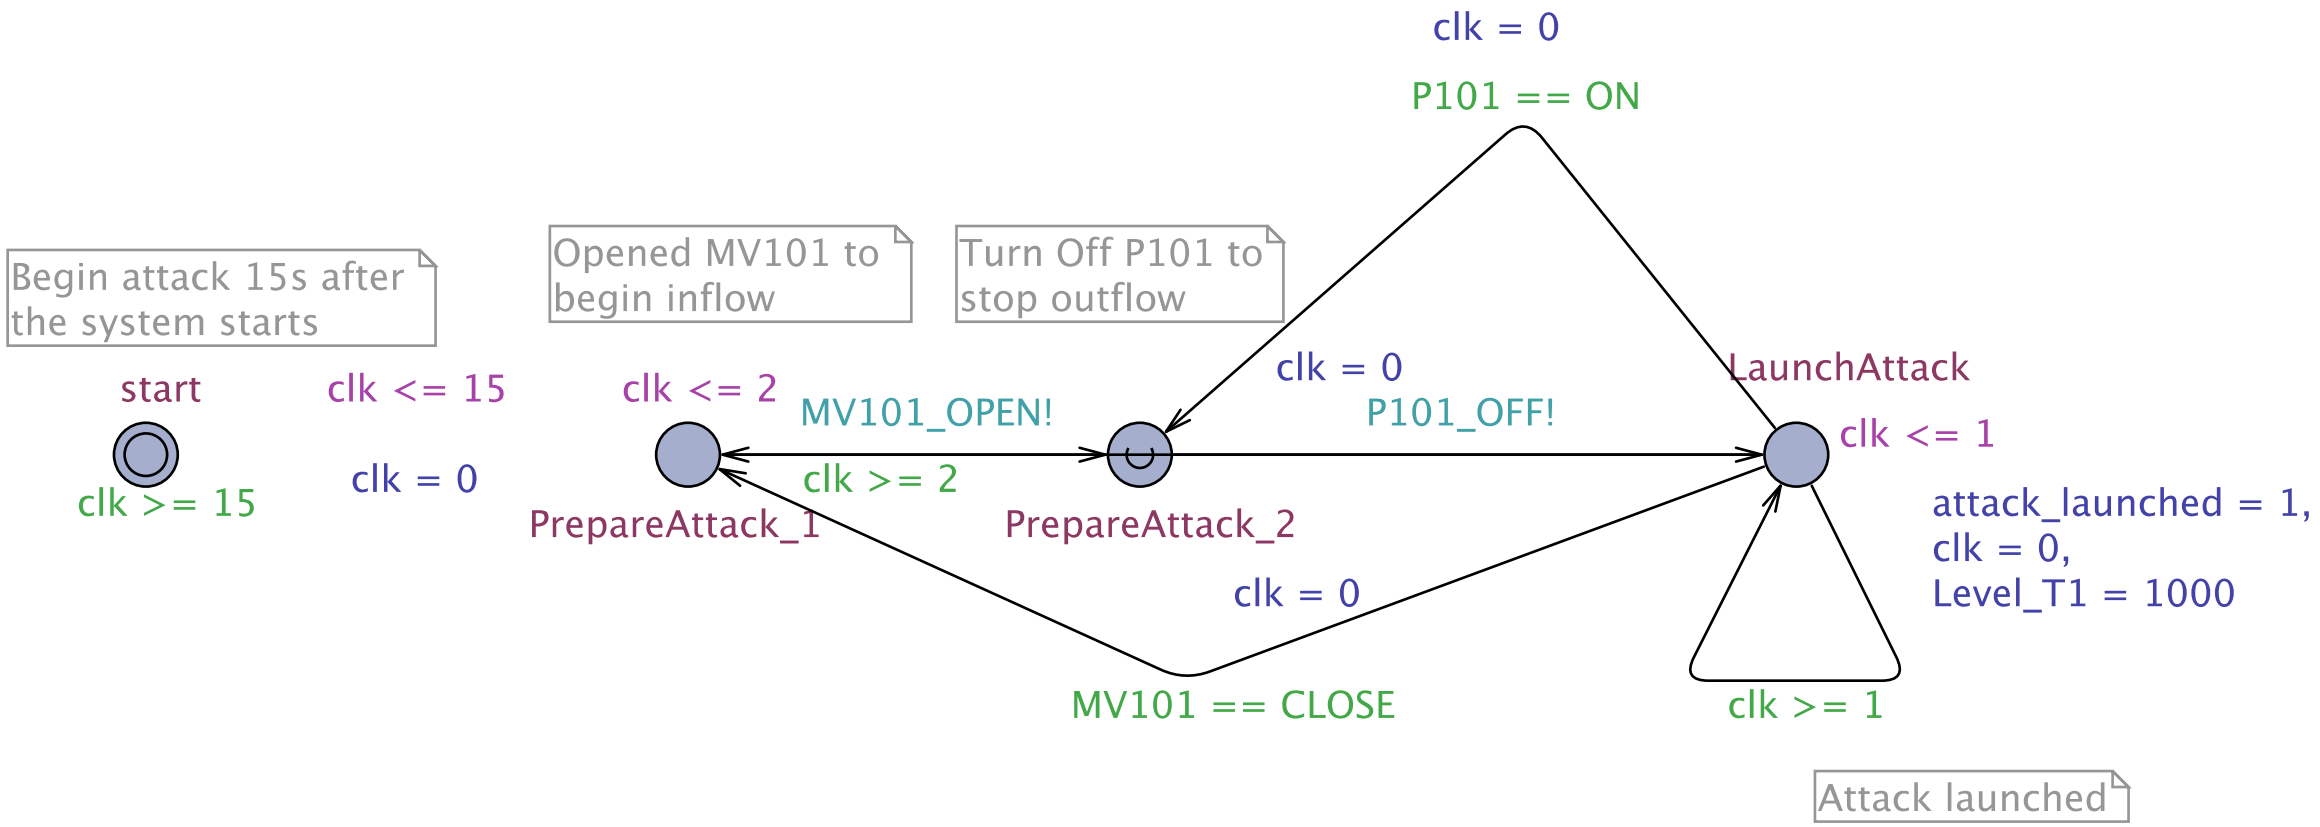 clk = 0
P101 == ON
Begin attack 15s after
the system starts
Opened MV101 to
begin inflow
Turn Off P101 to
stop outflow
start
clk <= 15
clk <= 2
clk = 0
LaunchAttack
MV101_OPEN!
P101_OFF!
clk <= 1
clk >= 15
clk = 0
clk >= 2
PrepareAttack_1
PrepareAttack_2
attack_launched = 1,
clk = 0,
Level_T1 = 1000
clk = 0
MV101 == CLOSE
clk >= 1
Attack launched